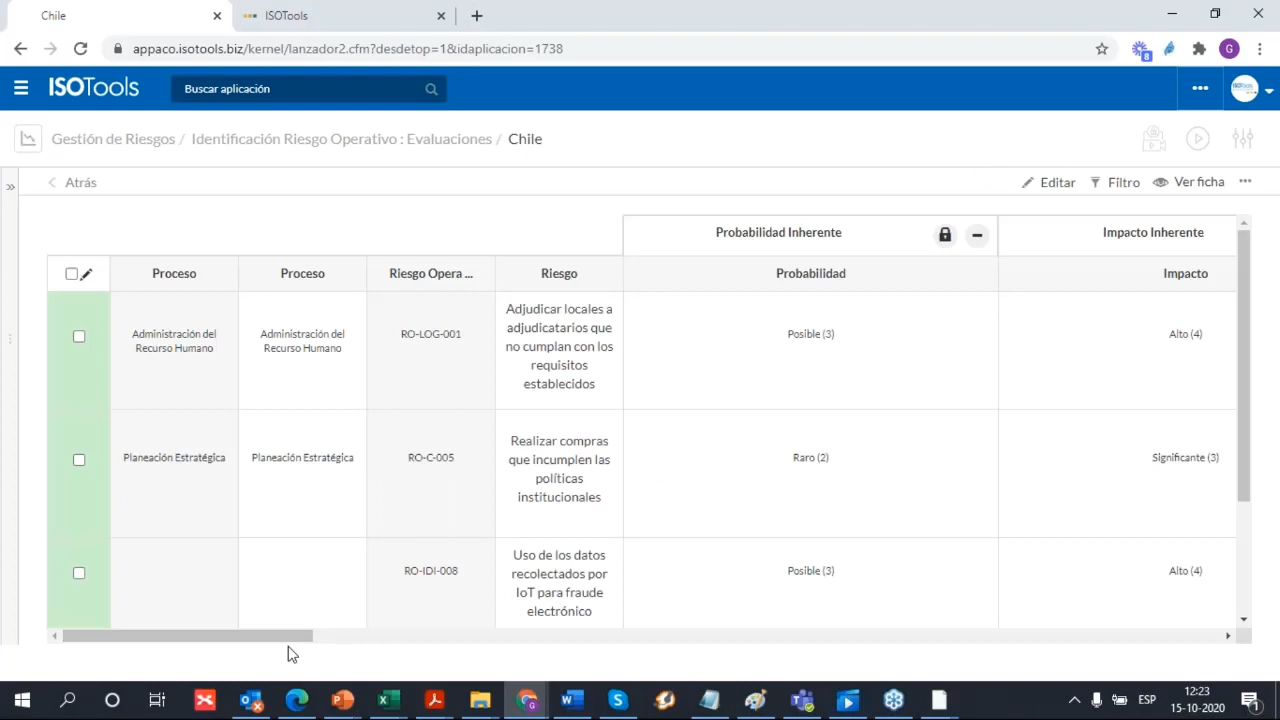 Chile
ISOTools
appaco.isotools.biz/kernel/lanzador2.cfm?desdetop=1&idaplicacion=1738
G
8
ISOTools
Buscar aplicación
Gestión de Riesgos / Identificación Riesgo Operativo : Evaluaciones / Chile
Atrás
Editar
Filtro
Ver ficha
Probabilidad Inherente
Impacto Inherente
Proceso
Proceso
Riesgo Opera ...
Riesgo
Probabilidad
Impacto
Administración del
Recurso Humano
Administración del
Recurso Humano
RO-LOG-001
Adjudicar locales a
adjudicatarios que
no cumplan con los
requisitos
establecidos
Posible (3)
Alto (4)
Planeación Estratégica
Planeación Estratégica
RO-C-005
Realizar compras
que incumplen las
políticas
institucionales
Raro (2)
Significante (3)
RO-IDI-008
Uso de los datos
recolectados por
IoT para fraude
electrónico
Posible (3)
Alto (4)
ESP
12:23
15-10-2020
1